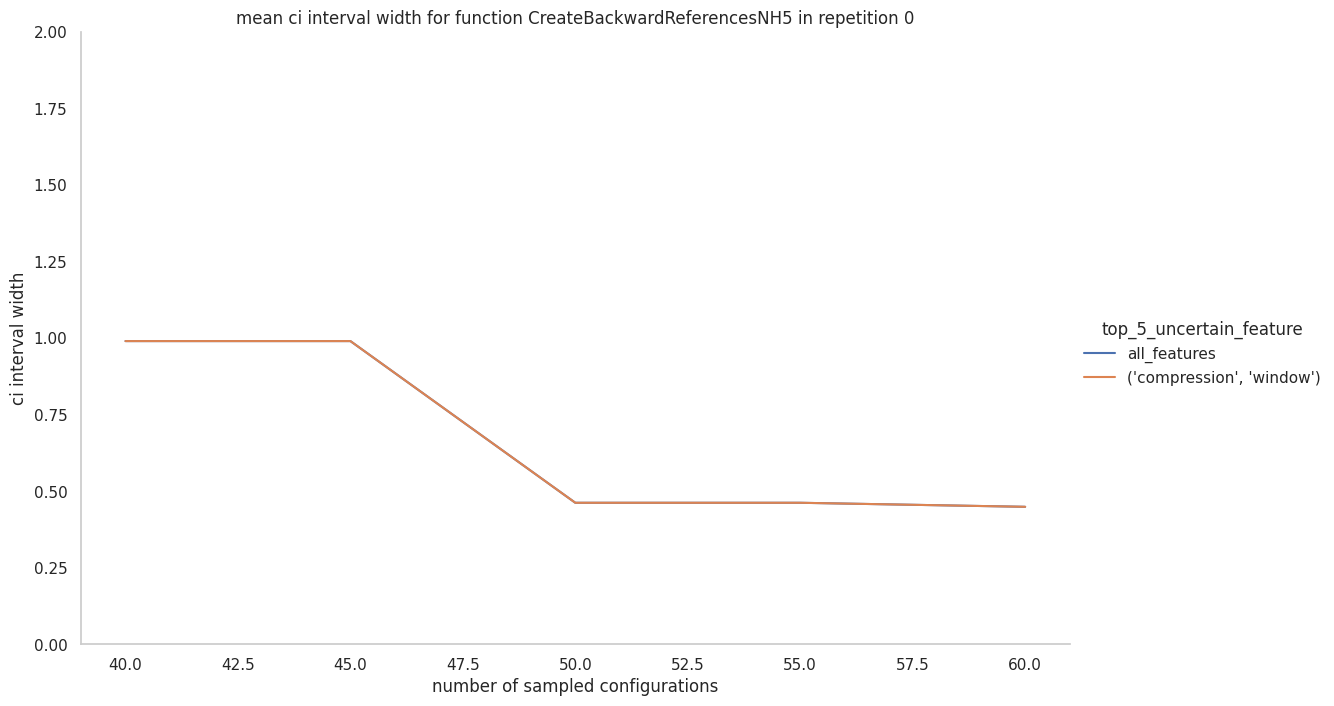 mean ci interval width for function CreateBackwardReferencesNH5 in repetition 0
2.00
1.75
1.50
1.25
1.00
0.75
0.50
0.25
0.00
ci interval width
40.0 42.5 45.0 47.5 50.0 52.5 55.0 57.5 60.0
number of sampled configurations
top_5_uncertain_feature
all_features
('compression', 'window')